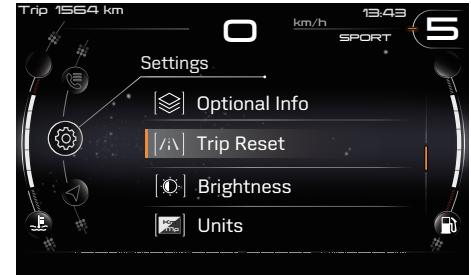 Trip 1564 km
0
km/h
13:43
SPORT
5
Settings
Optional Info
Trip Reset
Brightness
Units